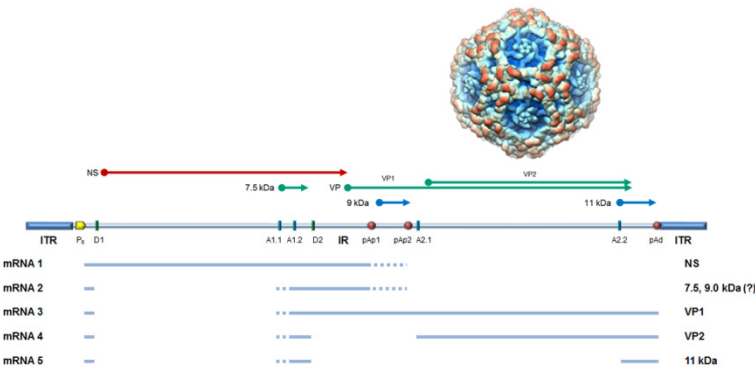 NS
VP1
VP2
7.5 kDa
VP
9 kDa
11 kDa
ITR
P6
D1
A1.1
A1.2
D2
IR
pAp1
pAp2
A2.1
A2.2
pAd
ITR
mRNA 1
NS
mRNA 2
7.5, 9.0 kDa (?)
mRNA 3
VP1
mRNA 4
VP2
mRNA 5
11 kDa